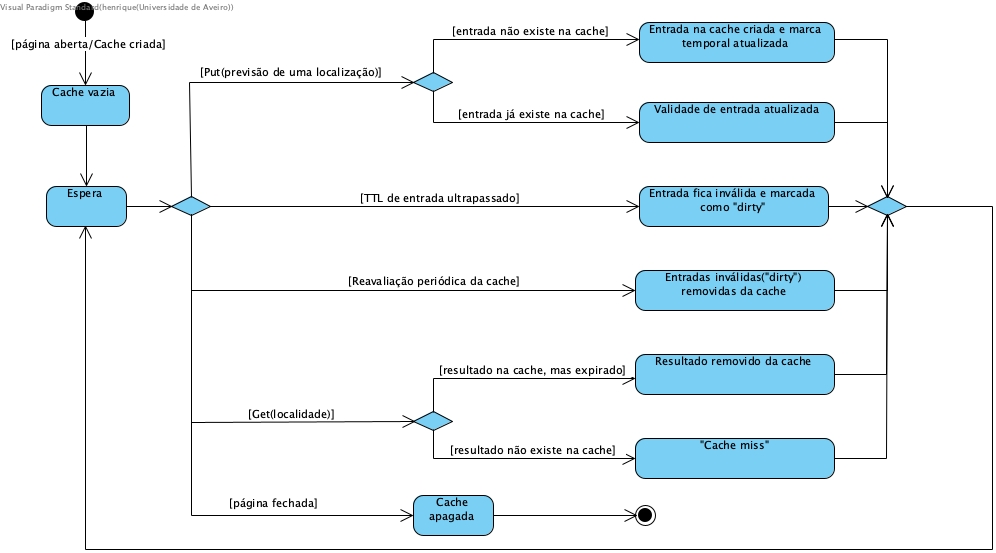 Visual Paradigm Standard(henrique(Universidade de Aveiro))
[página aberta/Cache criada]
Cache vazia
Espera
[Put(previsão de uma localização)]
[entrada não existe na cache]
Entrada na cache criada e marca
temporal atualizada
[entrada já existe na cache]
Validade de entrada atualizada
[TTL de entrada ultrapassado]
Entrada fica inválida e marcada
como "dirty"
[Reavaliação periódica da cache]
Entradas inválidas("dirty")
removidas da cache
[Get(localidade)]
[resultado na cache, mas expirado]
Resultado removido da cache
[resultado não existe na cache]
"Cache miss"
[página fechada]
Cache
apagada